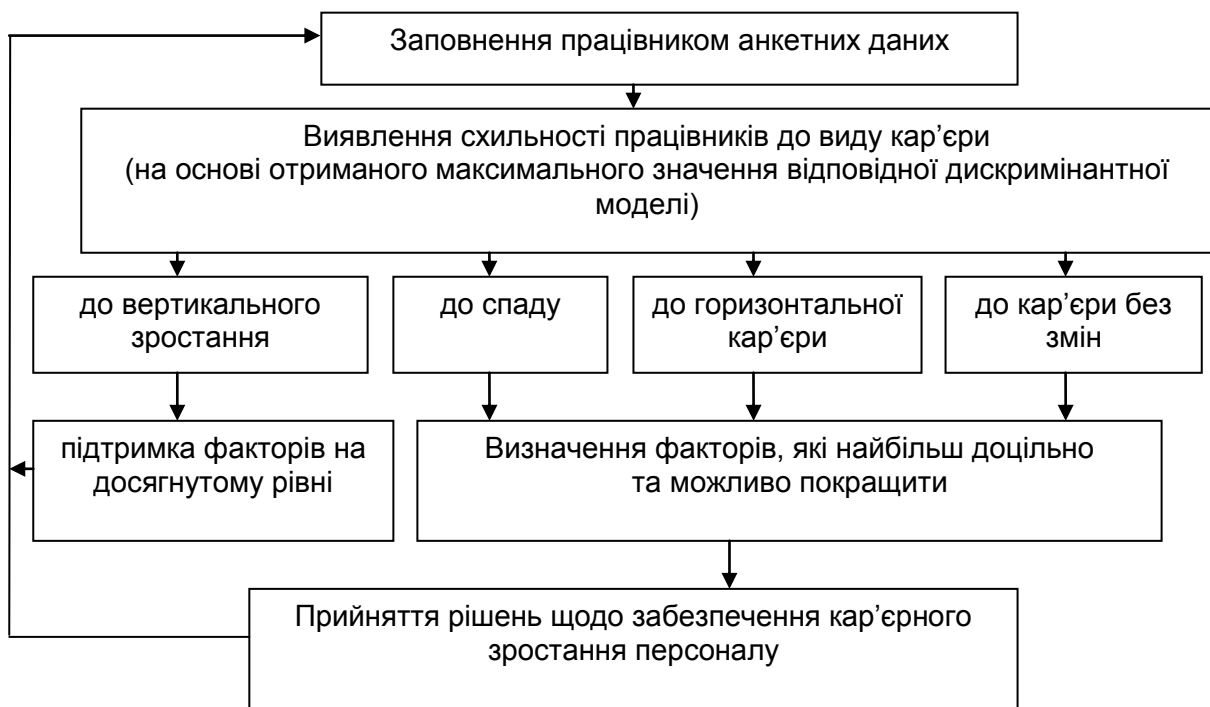 Заповнення працівником анкетних даних
Виявлення схильності працівників до виду кар’єри
(на основі отриманого максимального значення відповідної дискримінантної
моделі)
до вертикального
зростання
до спаду
до горизонтальної
кар’єри
до кар’єри без
змін
підтримка факторів на
досягнутому рівні
Визначення факторів, які найбільш доцільно
та можливо покращити
Прийняття рішень щодо забезпечення кар’єрного
зростання персоналу